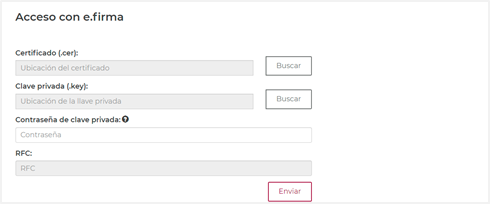 Acceso con e.firma
Certificado (.cer):
Ubicación del certificado
Buscar
Clave privada (.key):
Ubicación de la llave privada
Buscar
Contraseña de clave privada:
Contraseña
RFC:
RFC
Enviar